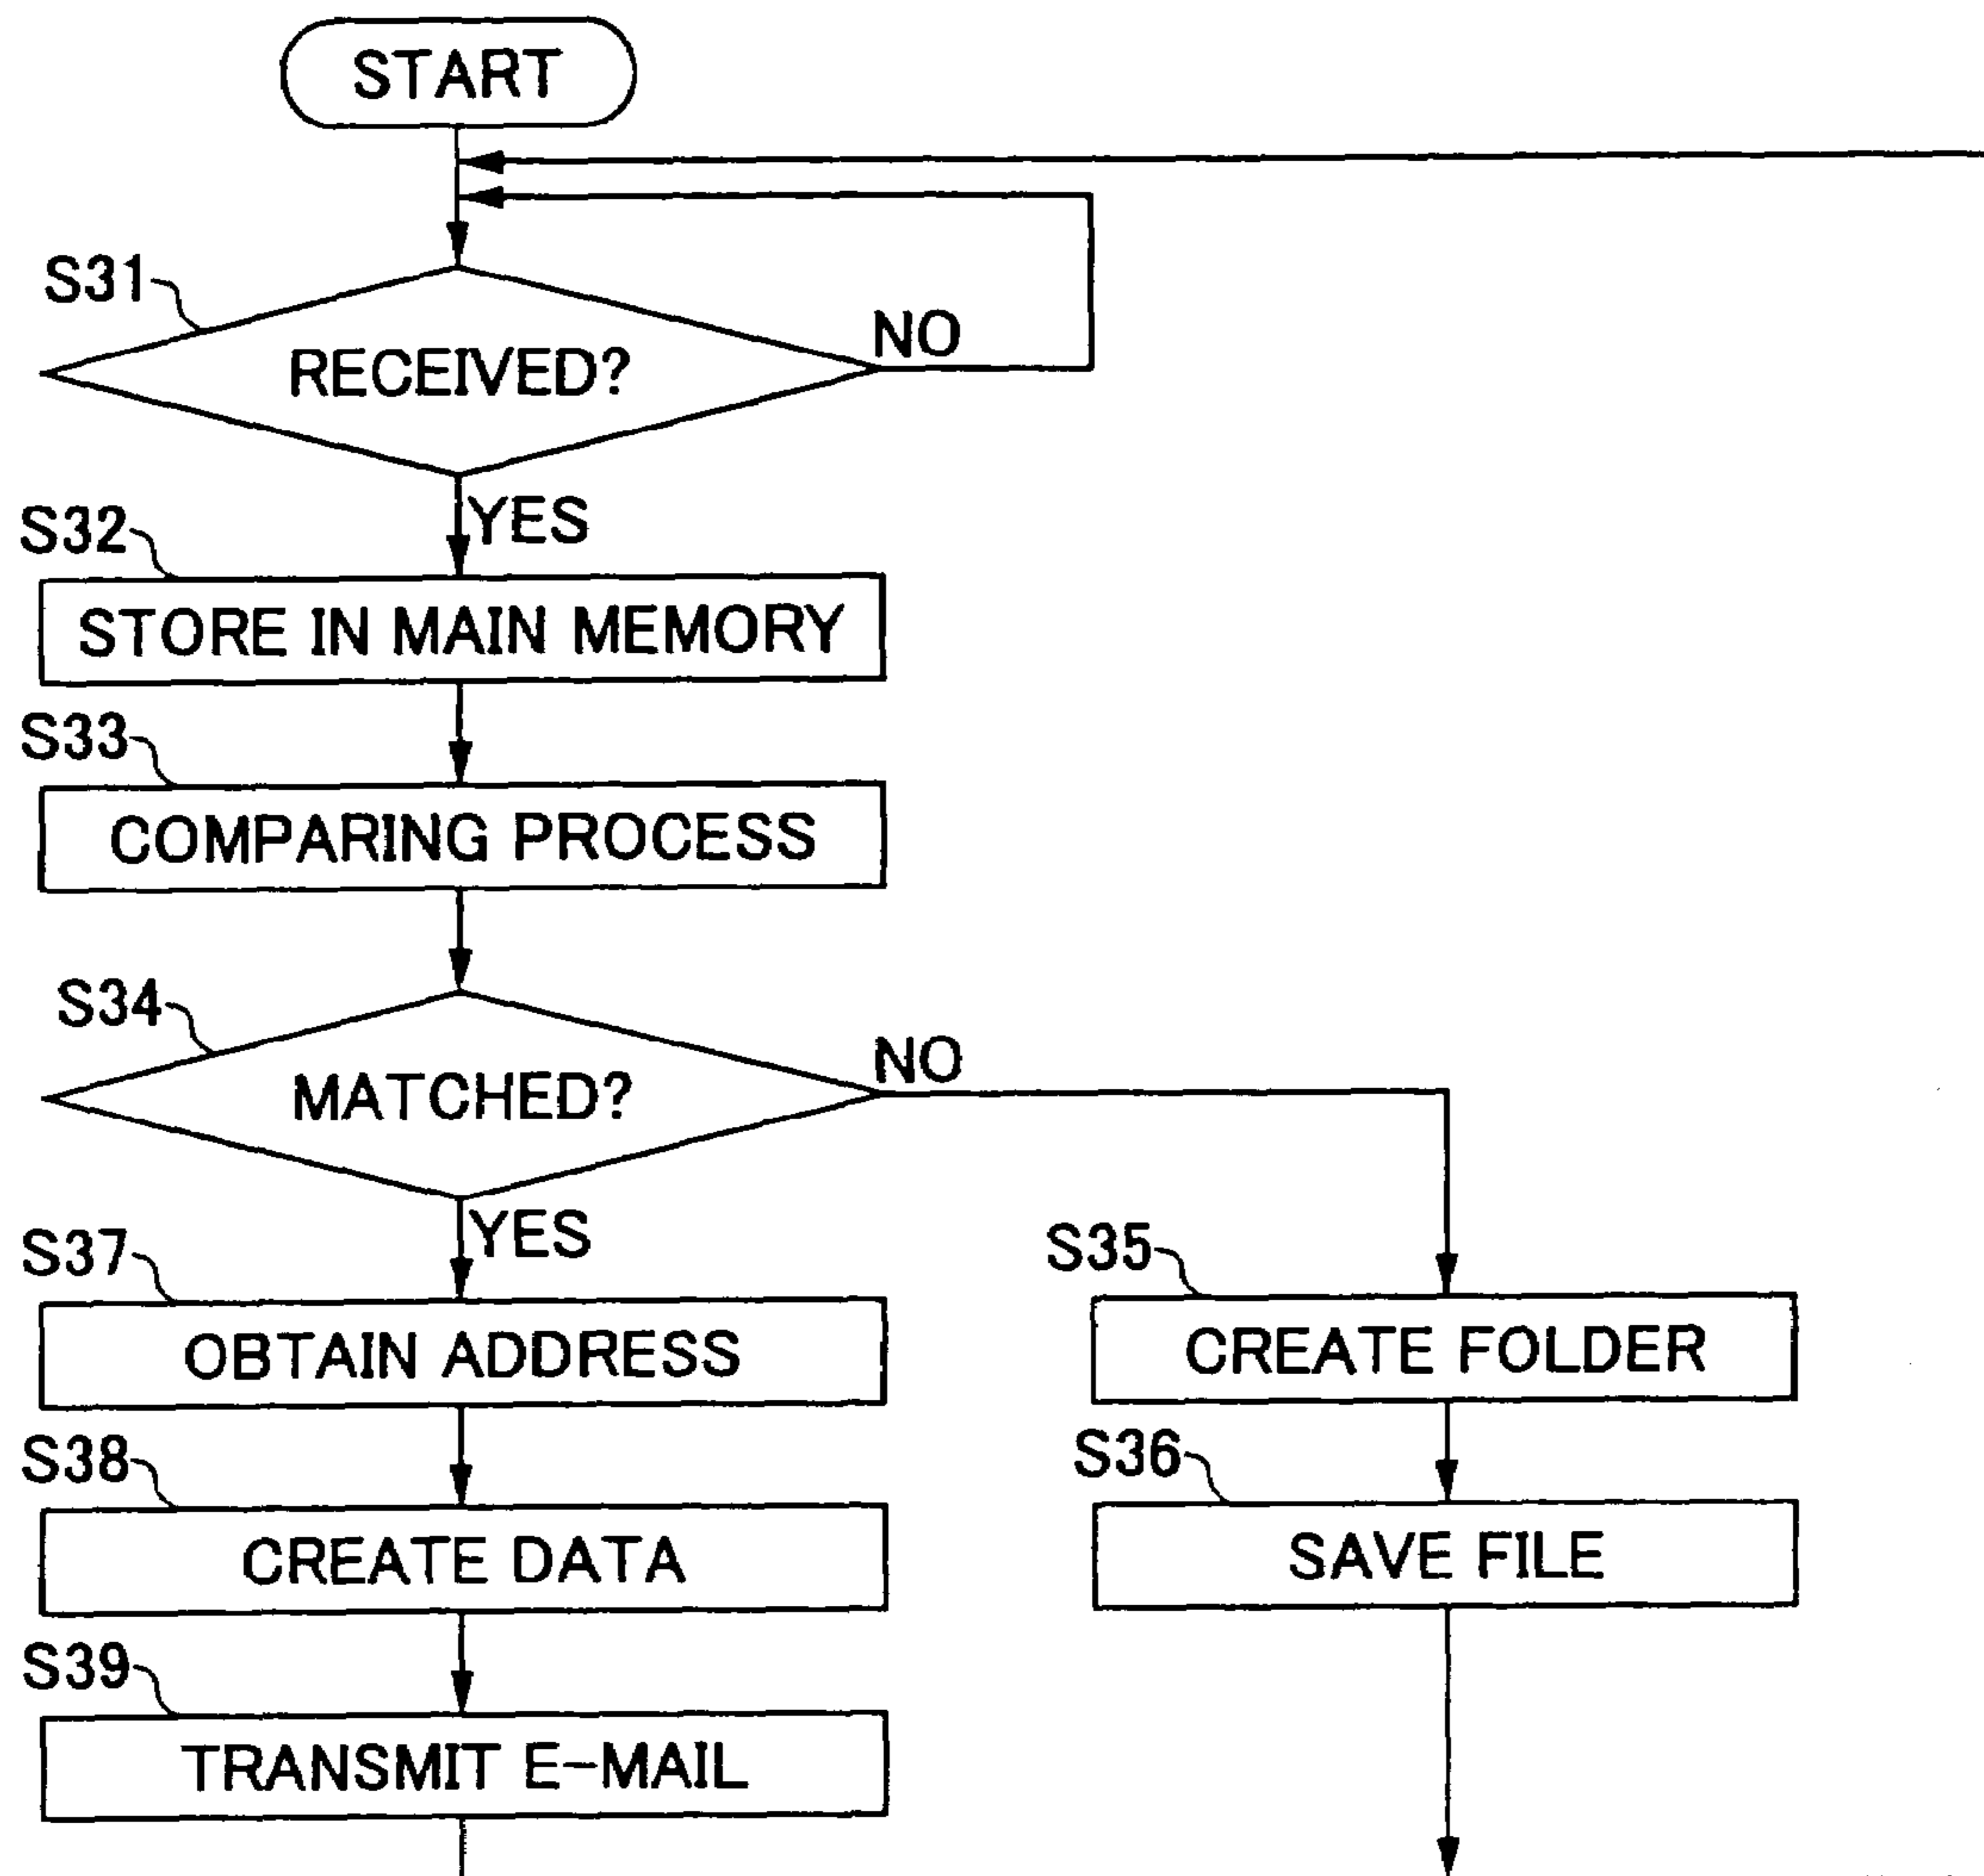 START
S31
RECEIVED?
NO
YES
S32
STORE IN MAIN MEMORY
S33
COMPARING PROCESS
S34
MATCHED?
NO
YES
S37
OBTAIN ADDRESS
S35
CREATE FOLDER
S38
CREATE DATA
S36
SAVE FILE
S39
TRANSMIT E-MAIL